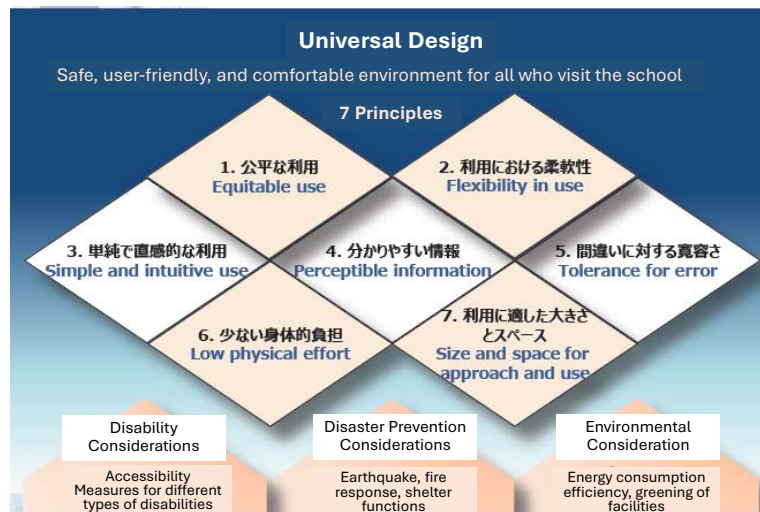 Universal Design
Safe, user-friendly, and comfortable environment for all who visit the school
7 Principles
1. 公平な利用
Equitable use
2. 利用における柔軟性
Flexibility in use
3. 単純で直感的な利用
Simple and intuitive use
4. 分かりやすい情報
Perceptible information
5. 間違いに対する寛容さ
Tolerance for error
6. 少ない身体的負担
Low physical effort
7. 利用に適した大きさ
とスペース
Size and space for
approach and use
Disability
Considerations
Accessibility
Measures for different
types of disabilities
Disaster Prevention
Considerations
Earthquake, fire
response, shelter
functions
Environmental
Consideration
Energy consumption
efficiency, greening of
facilities